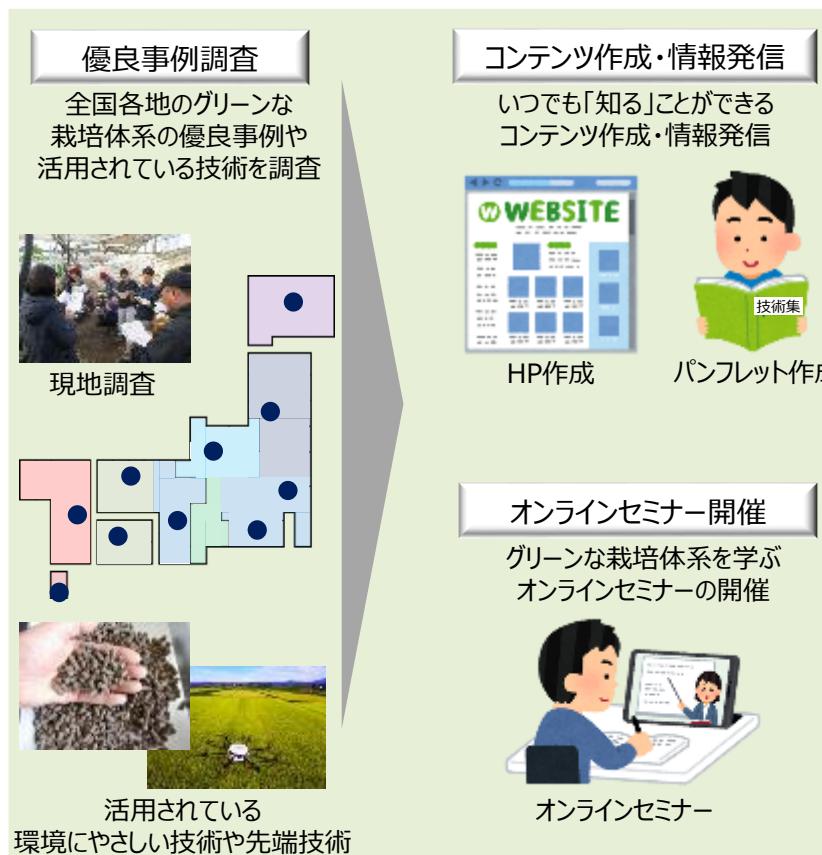 優良事例調査
全国各地のグリーンな
栽培体系の優良事例や
活用されている技術を調査
現地調査
活用されている
環境にやさしい技術や先端技術
コンテンツ作成・情報発信
いつでも「知る」ことができる
コンテンツ作成・情報発信
WEBSITE
技術集
HP作成
パンフレット作成
オンラインセミナー開催
グリーンな栽培体系を学ぶ
オンラインセミナーの開催
オンラインセミナー